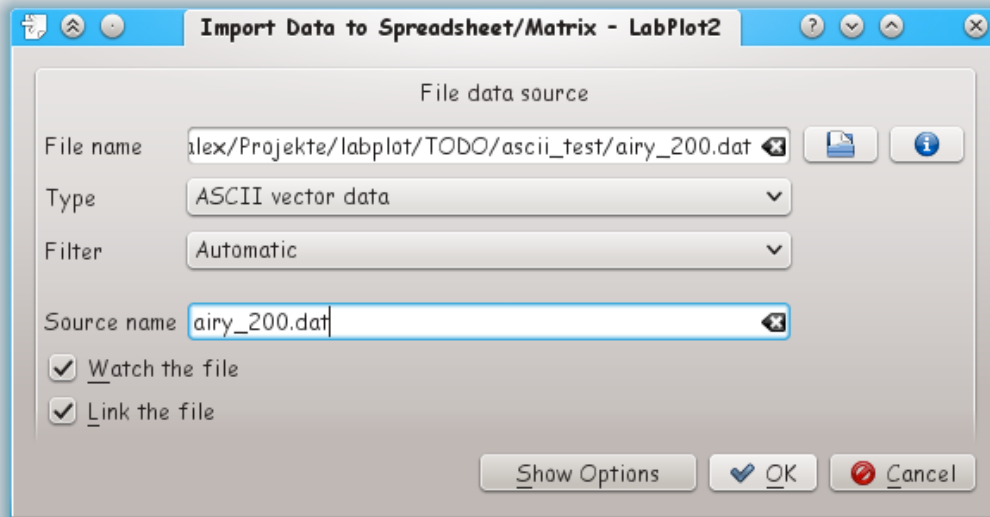 Import Data to Spreadsheet/Matrix - LabPlot2
File data source
File name alex/Projekte/labplot/TODO/ascii_test/airy_200.dat
Type ASCII vector data
Filter Automatic
Source name airy_200.dat
Watch the file
Link the file
Show Options OK Cancel